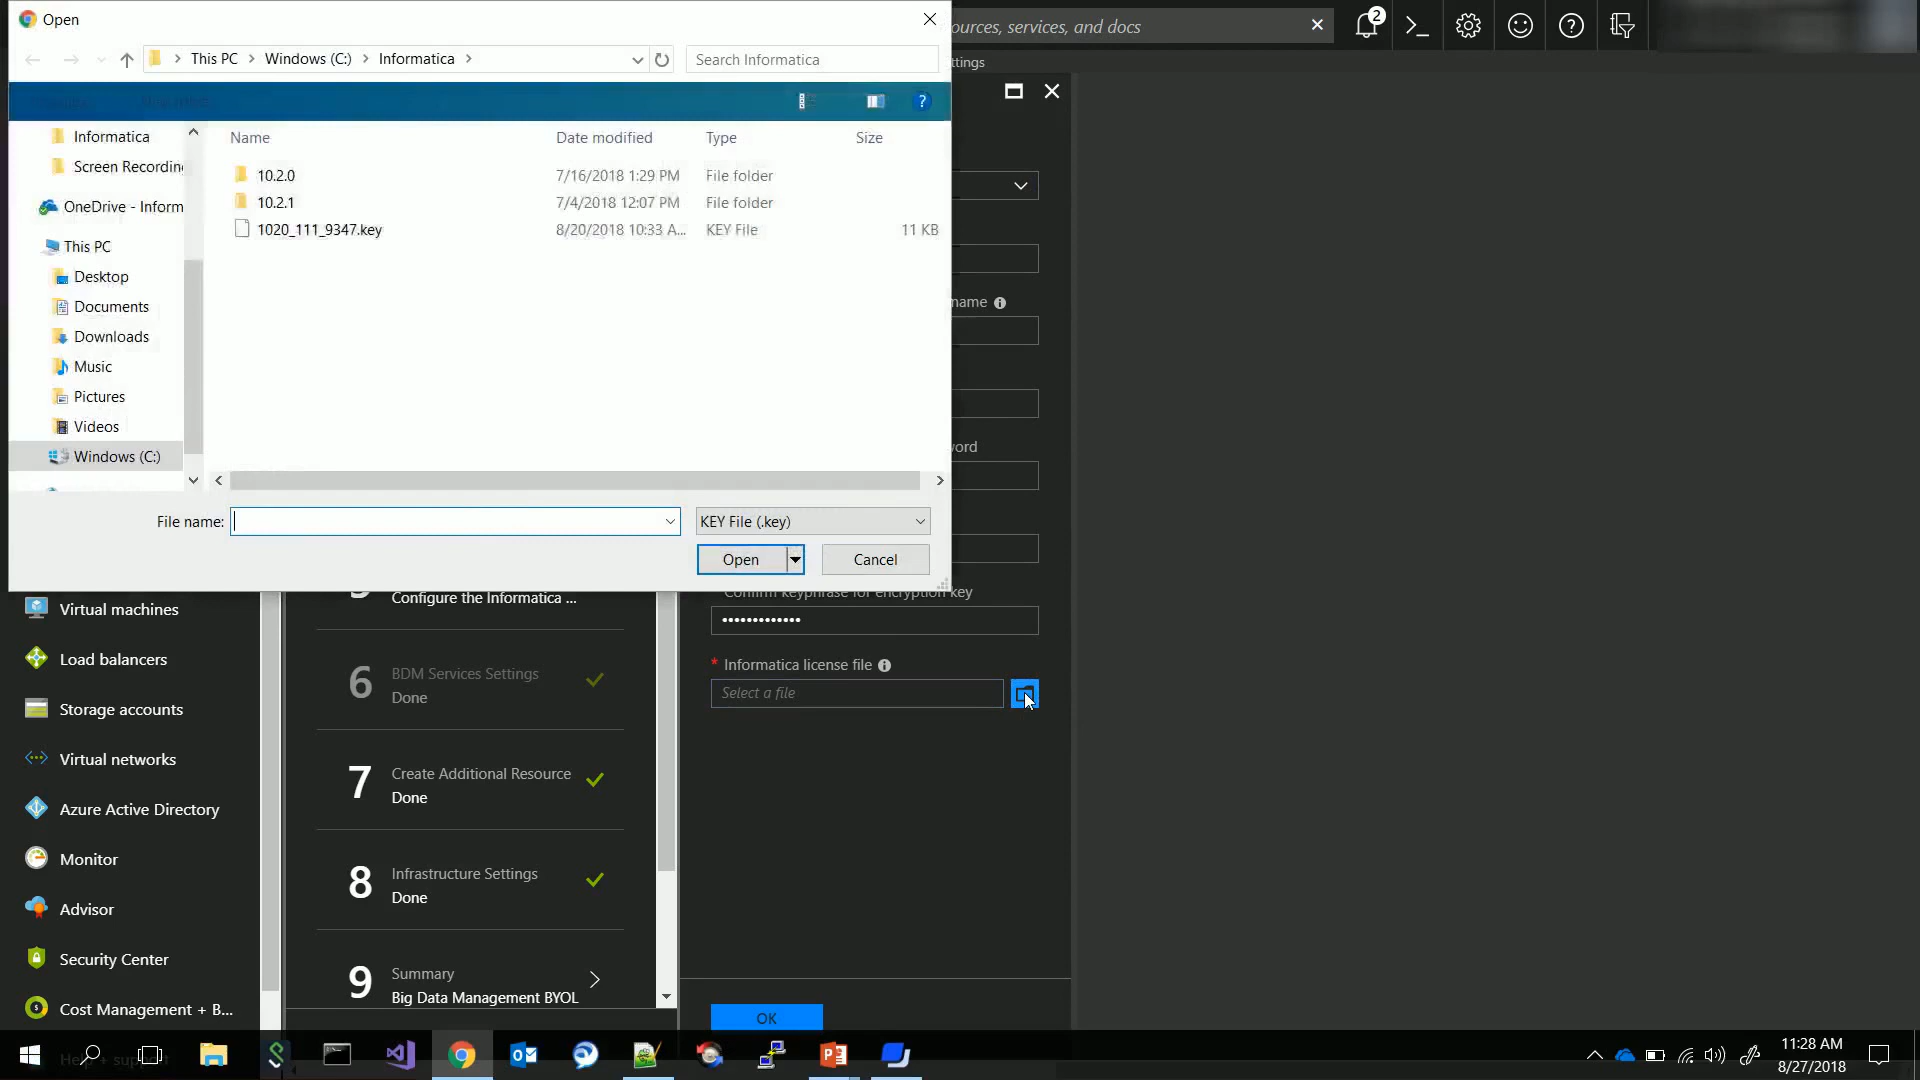 Open
ources, services, and docs
2
This PC
Windows (C:)
Informatica
Search Informatica
ttings
Informatica
Screen Recording
OneDrive - Inform
This PC
Desktop
Documents
Downloads
Music
Pictures
Videos
Windows (C:)
Name
Date modified
Type
Size
10.2.0
7/16/2018 1:29 PM
File folder
10.2.1
7/4/2018 12:07 PM
File folder
1020_111_9347.key
8/20/2018 10:33 A...
KEY File
11 KB
File name:
KEY File (.key)
Open
Cancel
name
word
Virtual machines
Load balancers
Storage accounts
Virtual networks
Azure Active Directory
Monitor
Advisor
Security Center
Cost Management + B...
Help + support
Configure the Informatica ...
6
BDM Services Settings
Done
7
Create Additional Resource
Done
8
Infrastructure Settings
Done
9
Summary
Big Data Management BYOL
Confirm keyphrase for encryption key
•••••••••••••
* Informatica license file
Select a file
OK
11:28 AM
8/27/2018